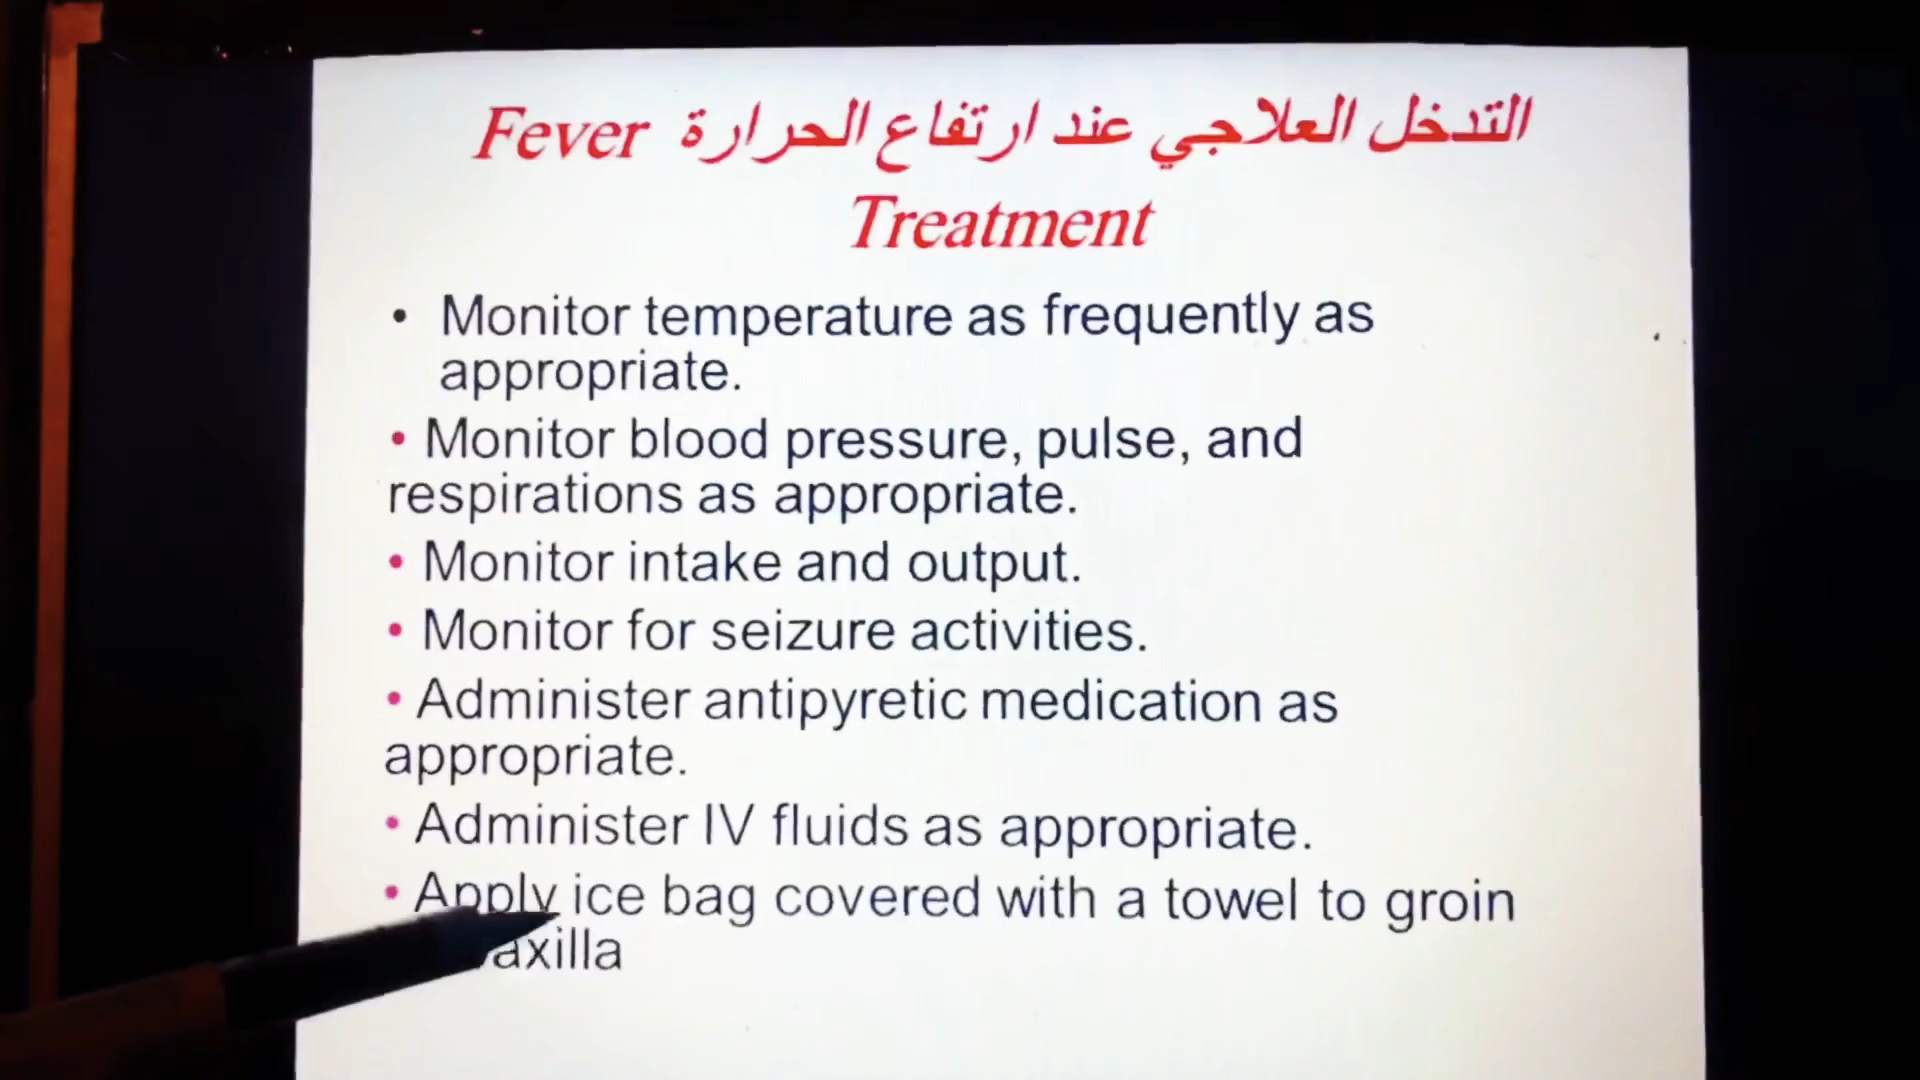 التدخل العلاجي عند ارتفاع الحرارة Fever
Treatment
• Monitor temperature as frequently as
appropriate.
• Monitor blood pressure, pulse, and
respirations as appropriate.
• Monitor intake and output.
• Monitor for seizure activities.
• Administer antipyretic medication as
appropriate.
• Administer IV fluids as appropriate.
• Apply ice bag covered with a towel to groin
axilla